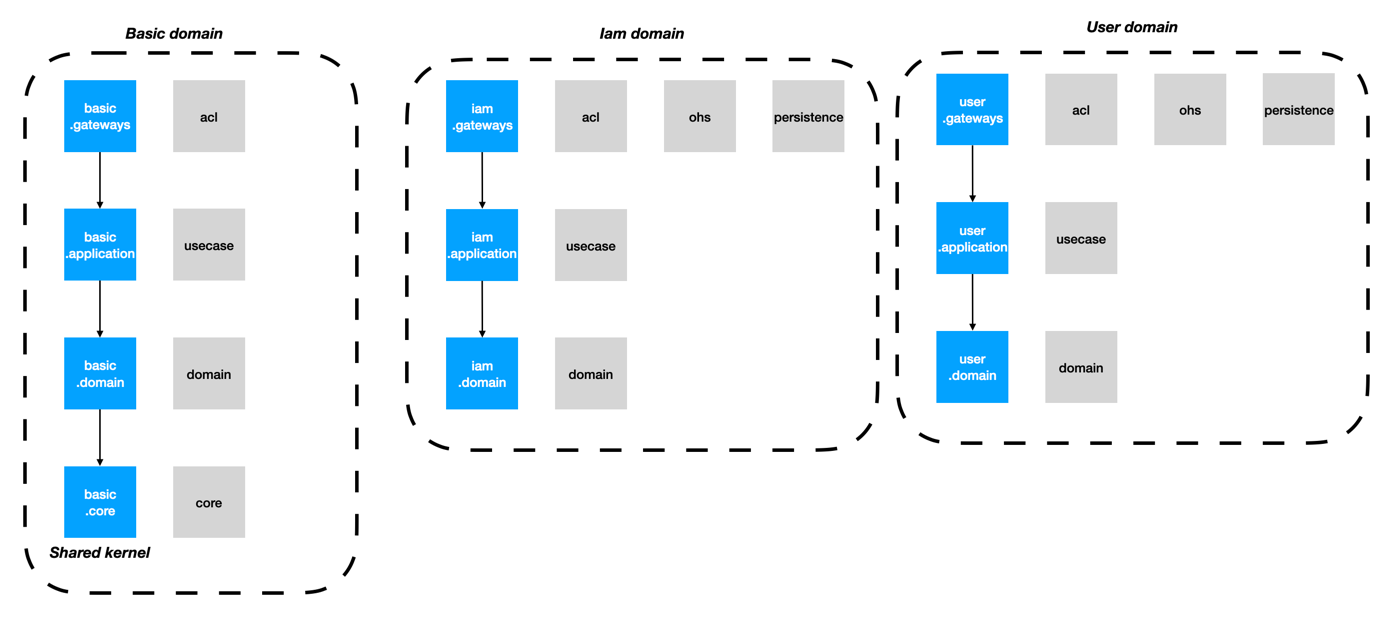 Basic domain
basic
.gateways
acl
basic
.application
usecase
basic
.domain
domain
basic
.core
core
Shared kernel
Iam domain
iam
.gateways
acl
ohs
persistence
iam
.application
usecase
iam
.domain
domain
User domain
user
.gateways
acl
ohs
persistence
user
.application
usecase
user
.domain
domain